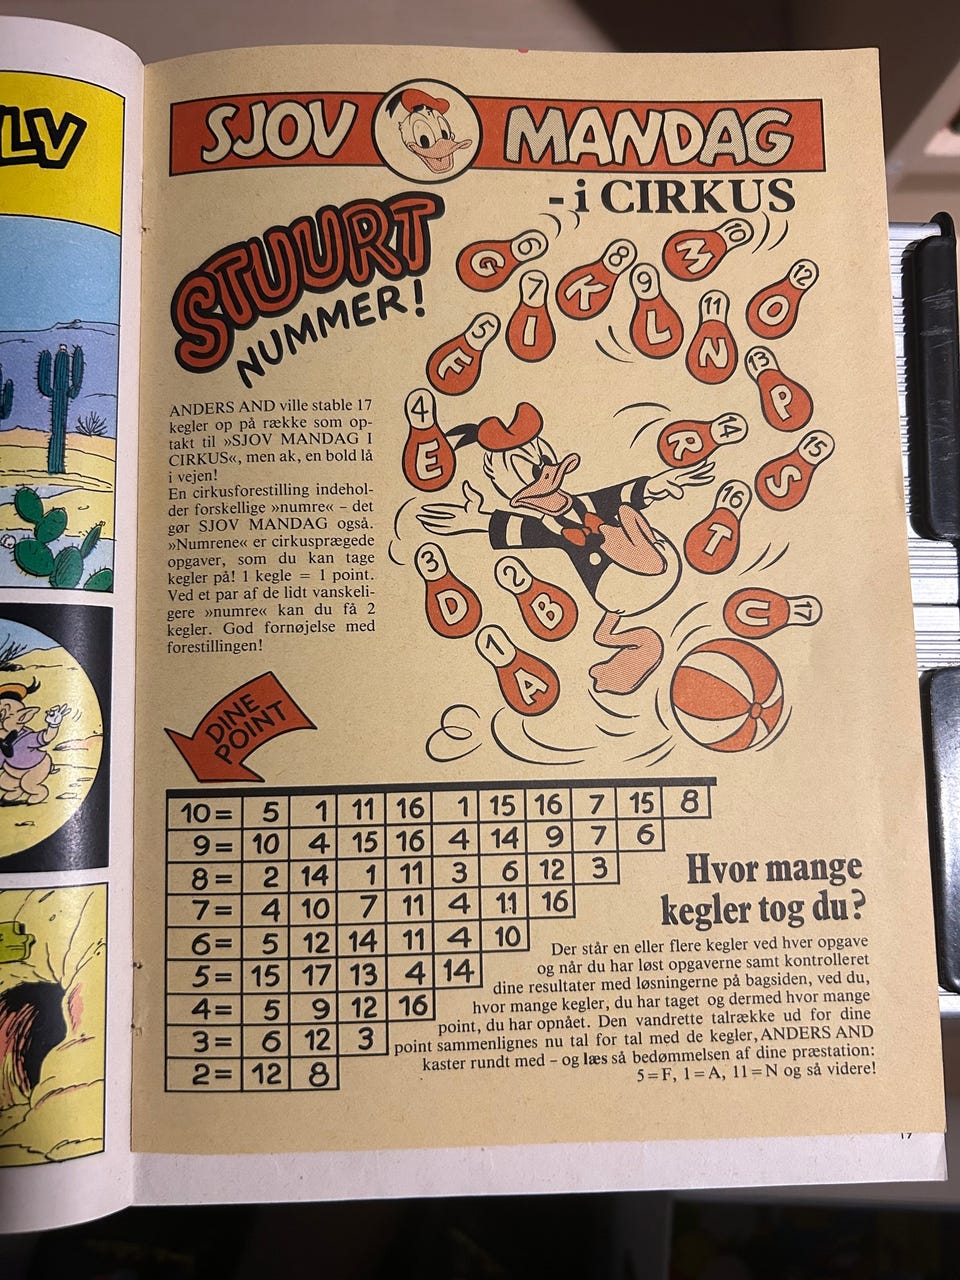 LV
SJOV MANDAG
- i CIRKUS
STUURT
NUMMER!
G 6
I 7
K 8
L 9
M 10
N 11
O 12
P 13
R 14
S 15
T 16
U 17
F 5
E 4
D 3
B 2
A 1
ANDERS AND ville stable 17
kegler op på række som op-
takt til »SJOV MANDAG I
CIRKUS«, men ak, en bold lå
i vejen!
En cirkusforestilling indehol-
der forskellige »numre« – det
gør SJOV MANDAG også.
»Numrene« er cirkusprægede
opgaver, som du kan tage
kegler på! 1 kegle = 1 point.
Ved et par af de lidt vanskeli-
gere »numre« kan du få 2
kegler. God fornøjelse med
forestillingen!
DINE
POINT
10= 5 1 11 16 1 15 16 7 15 8
9= 10 4 15 16 4 14 9 7 6
8= 2 14 1 11 3 6 12 3
7= 4 10 7 11 4 11 16
6= 5 12 14 11 4 10
5= 15 17 13 4 14
4= 5 9 12 16
3= 6 12 3
2= 12 8
Hvor mange
kegler tog du?
Der står en eller flere kegler ved hver opgave
og når du har løst opgaverne samt kontrolleret
dine resultater med løsningerne på bagsiden, ved du,
hvor mange kegler, du har taget og dermed hvor mange
point, du har opnået. Den vandrette talrække ud for dine
point sammenlignes nu tal for tal med de kegler, ANDERS AND
kaster rundt med – og læs så bedømmelsen af dine præstation:
5=F, 1=A, 11=N og så videre!